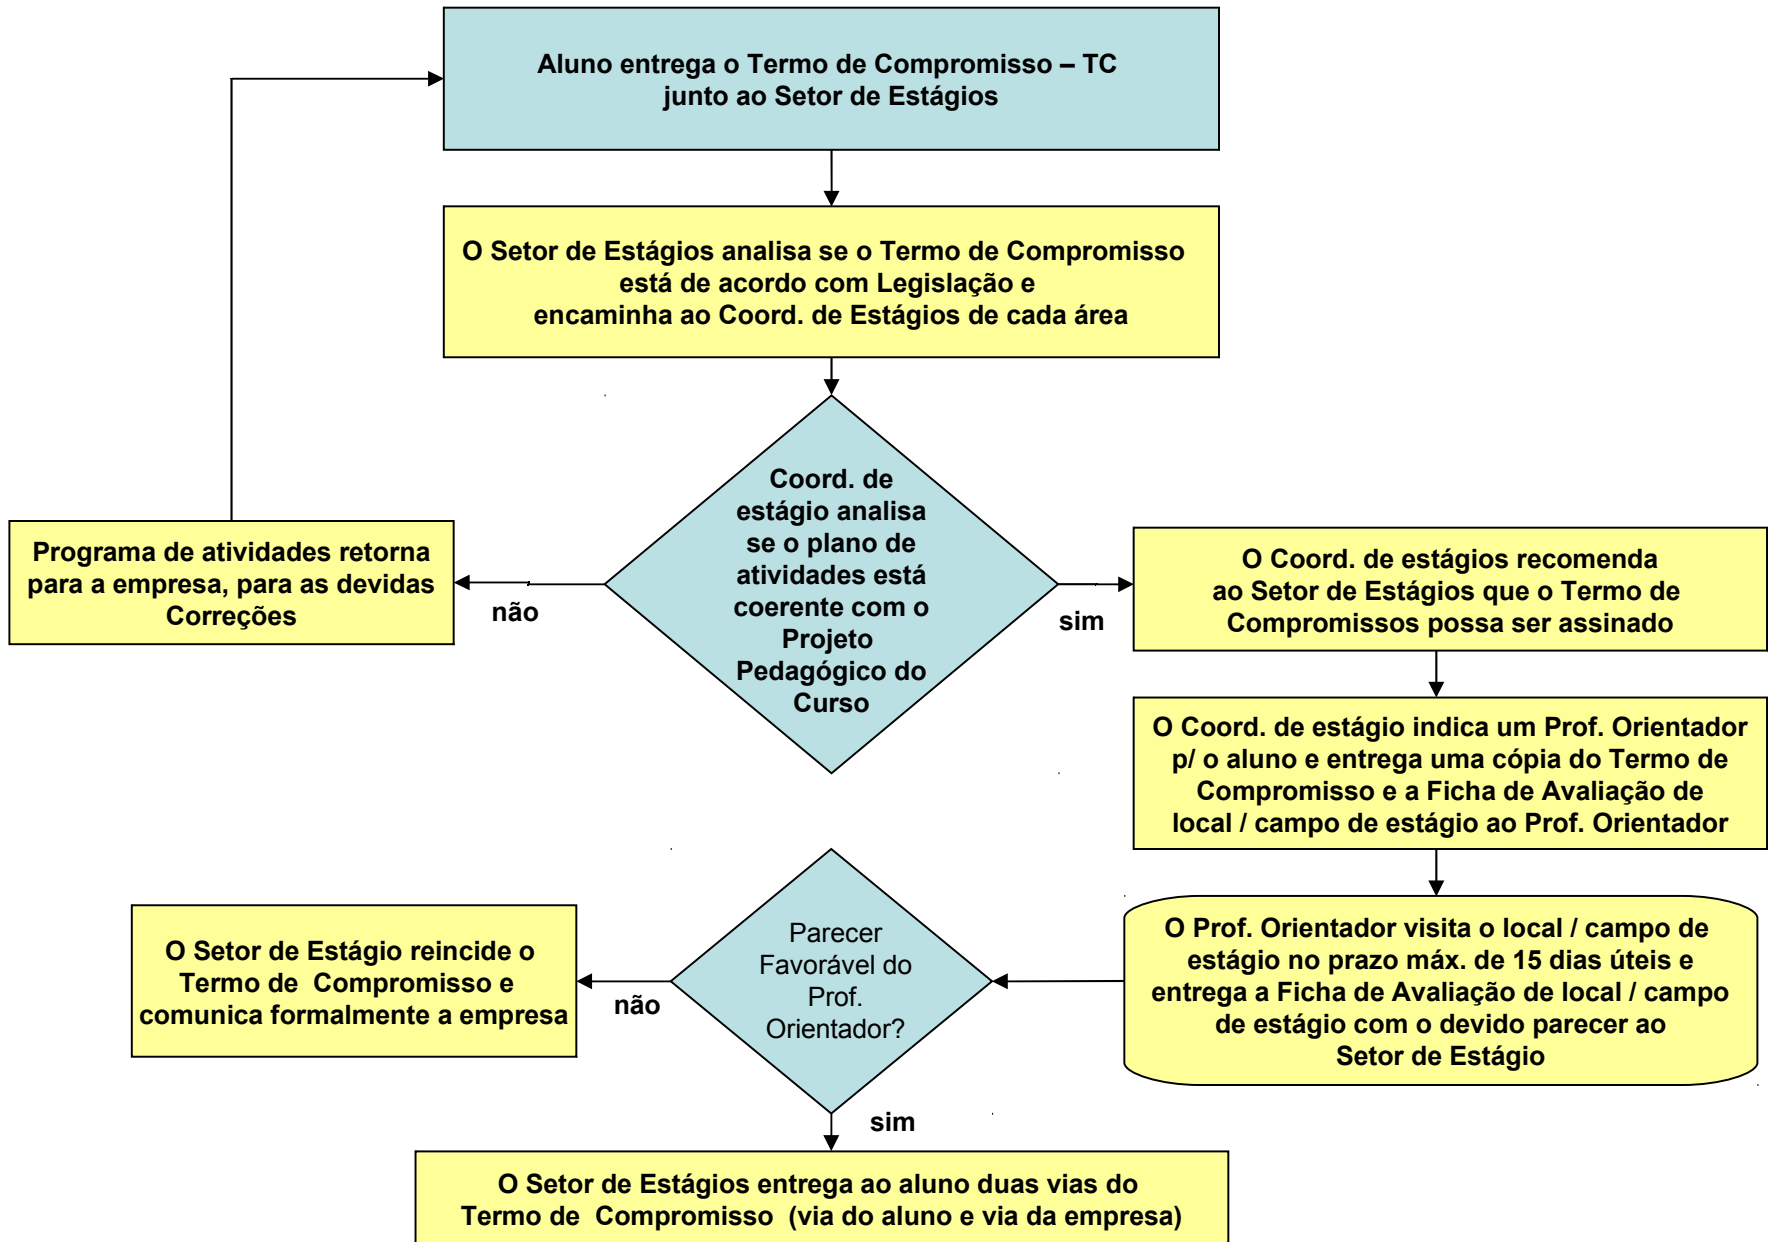 Aluno entrega o Termo de Compromisso – TC
junto ao Setor de Estágios
O Setor de Estágios analisa se o Termo de Compromisso
está de acordo com Legislação e
encaminha ao Coord. de Estágios de cada área
Coord. de
estágio analisa
se o plano de
atividades está
coerente com o
Projeto
Pedagógico do
Curso
não
Programa de atividades retorna
para a empresa, para as devidas
Correções
sim
O Coord. de estágios recomenda
ao Setor de Estágios que o Termo de
Compromissos possa ser assinado
O Coord. de estágio indica um Prof. Orientador
p/ o aluno e entrega uma cópia do Termo de
Compromisso e a Ficha de Avaliação de
local / campo de estágio ao Prof. Orientador
O Prof. Orientador visita o local / campo de
estágio no prazo máx. de 15 dias úteis e
entrega a Ficha de Avaliação de local / campo
de estágio com o devido parecer ao
Setor de Estágio
Parecer
Favorável do
Prof.
Orientador?
não
O Setor de Estágio reincide o
Termo de Compromisso e
comunica formalmente a empresa
sim
O Setor de Estágios entrega ao aluno duas vias do
Termo de Compromisso (via do aluno e via da empresa)